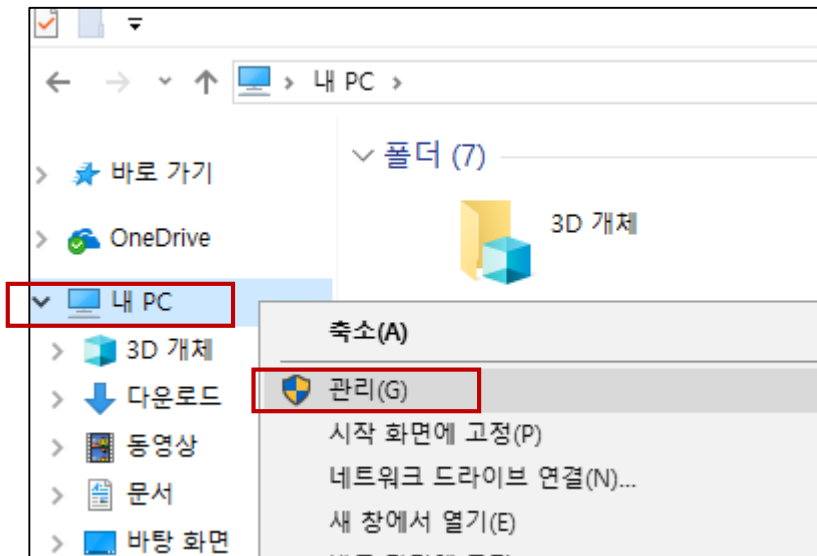 내 PC
폴더 (7)
바로 가기
3D 개체
OneDrive
내 PC
축소(A)
3D 개체
관리(G)
다운로드
시작 화면에 고정(P)
동영상
네트워크 드라이브 연결(N)...
문서
새 창에서 열기(E)
바탕 화면